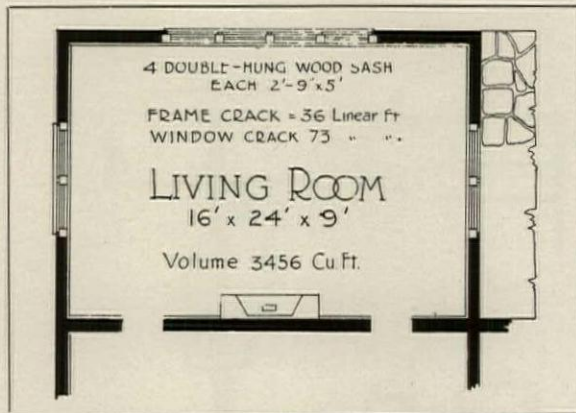 4 DOUBLE-HUNG WOOD SASH
EACH 2'-9"x5'
FRAME CRACK = 36 Linear Ft
WINDOW CRACK 73 " ".
LIVING ROOM
16' x 24' x 9'
Volume 3456 Cu.Ft.